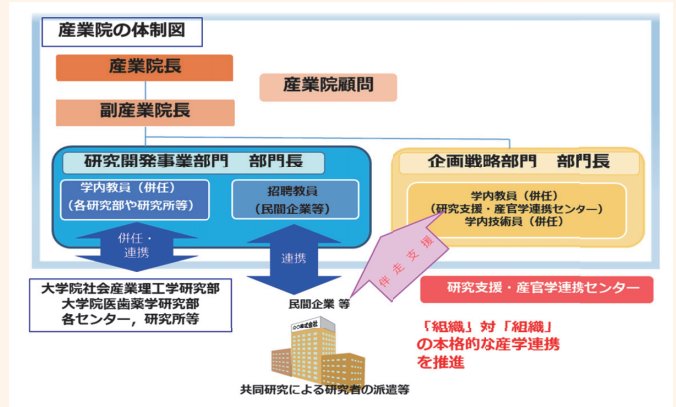 産業院の体制図
産業院長
産業院顧問
副産業院長
研究開発事業部門　部門長
学内教員（併任）
（各研究部や研究所等）
招聘教員
（民間企業等）
企画戦略部門　部門長
学内教員（併任）
（研究支援・産官学連携センター）
学内技術員（併任）
併任・
連携
連携
伴走支援
大学院社会産業理工学研究部
大学院医歯薬学研究部
各センター，研究所等
民間企業 等
研究支援・産官学連携センター
〇〇株式会社
「組織」対「組織」
の本格的な産学連携
を推進
共同研究による研究者の派遣等